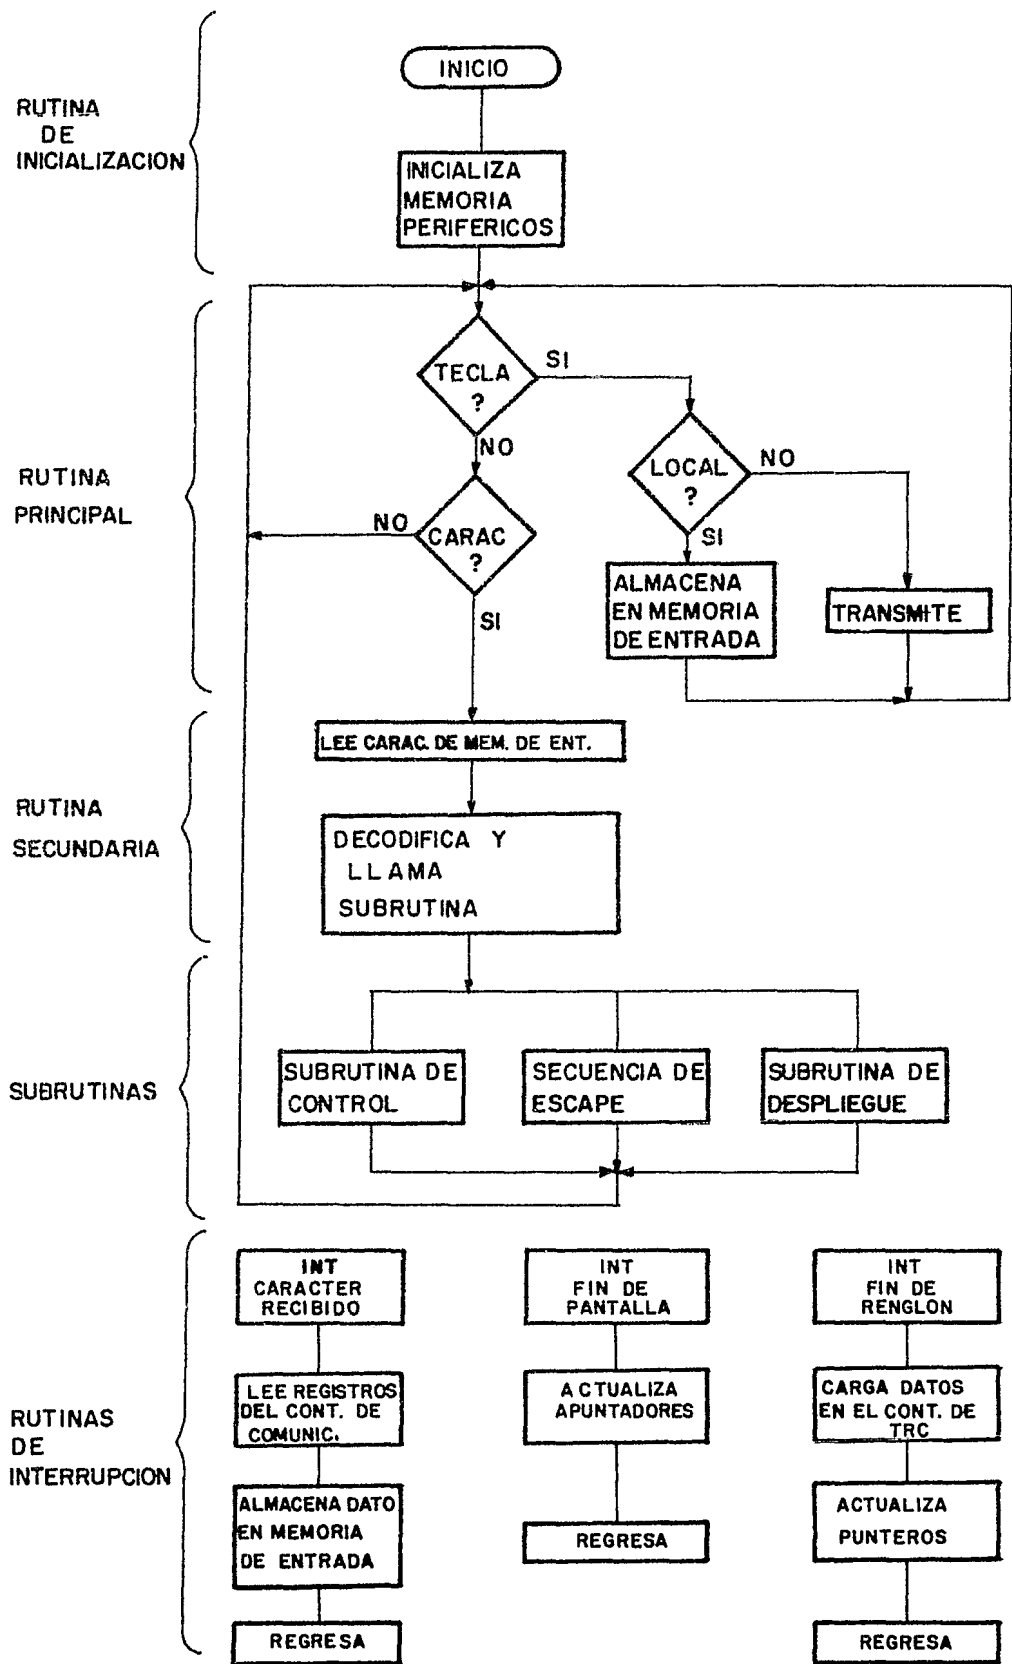 INICIO
RUTINA
DE
INICIALIZACION
INICIALIZA
MEMORIA
PERIFERICOS
TECLA
?
SI
NO
LOCAL
?
NO
SI
RUTINA
PRINCIPAL
NO
CARAC
?
SI
ALMACENA
EN MEMORIA
DE ENTRADA
TRANSMITE
LEE CARAC. DE MEM. DE ENT.
RUTINA
SECUNDARIA
DECODIFICA Y
LLAMA
SUBRUTINA
SUBRUTINAS
SUBRUTINA DE
CONTROL
SECUENCIA DE
ESCAPE
SUBRUTINA DE
DESPLIEGUE
RUTINAS
DE
INTERRUPCION
INT
CARACTER
RECIBIDO
LEE REGISTROS
DEL CONT. DE
COMUNIC.
ALMACENA DATO
EN MEMORIA
DE ENTRADA
REGRESA
INT
FIN DE
PANTALLA
ACTUALIZA
APUNTADORES
REGRESA
INT
FIN DE
RENGLON
CARGA DATOS
EN EL CONT. DE
TRC
ACTUALIZA
PUNTEROS
REGRESA